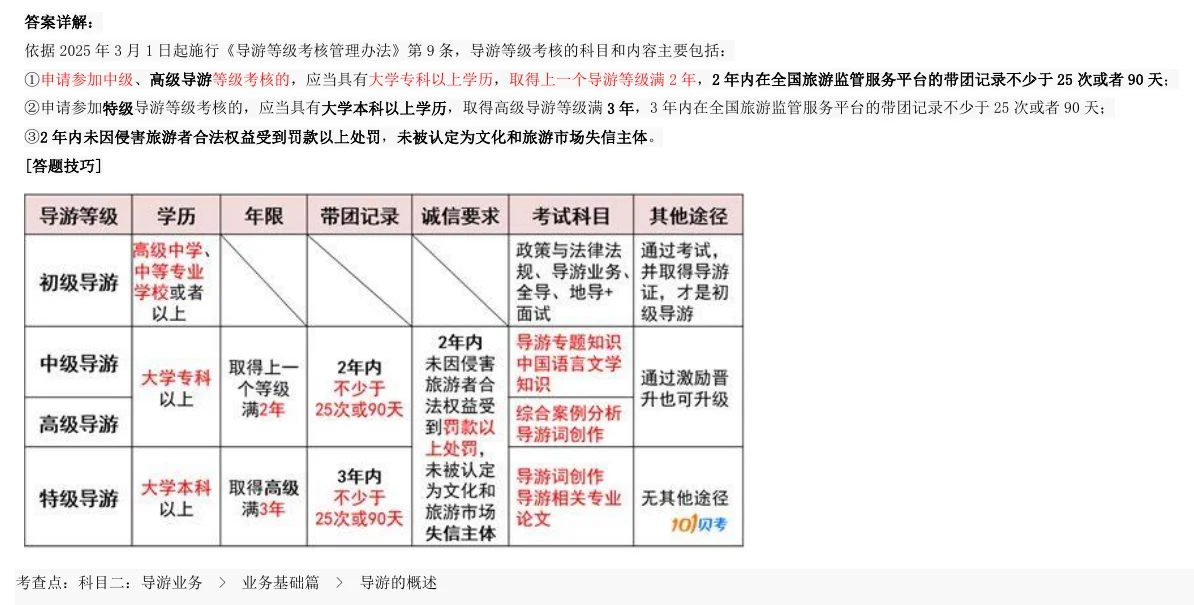 答案详解：
依据 2025 年 3 月 1 日起施行《导游等级考核管理办法》第 9 条，导游等级考核的科目和内容主要包括：
①申请参加中级、高级导游等级考核的，应当具有大学专科以上学历，取得上一个导游等级满 2 年，2 年内在全国旅游监管服务平台的带团记录不少于 25 次或者 90 天；
②申请参加特级导游等级考核的，应当具有大学本科以上学历，取得高级导游等级满 3 年，3 年内在全国旅游监管服务平台的带团记录不少于 25 次或者 90 天；
③2 年内未因侵害旅游者合法权益受到罚款以上处罚，未被认定为文化和旅游市场失信主体。
[答题技巧]
导游等级 学历 年限 带团记录 诚信要求 考试科目 其他途径
初级导游
高级中学、
中等专业
学校或者
以上
政策与法律法
规、导游业务、
全导、地导+
面试
通过考试，
并取得导游
证，才是初
级导游
中级导游
高级导游
大学专科
以上
取得上一
个等级
满2年
2年内
不少于
25次或90天
2年内
未因侵害
旅游者合
法权益受
到罚款以
上处罚，
未被认定
为文化和
旅游市场
失信主体
导游专题知识
中国语言文学
知识
综合案例分析
导游词创作
通过激励晋
升也可升级
特级导游
大学本科
以上
取得高级
满3年
3年内
不少于
25次或90天
导游词创作
导游相关专业
论文
无其他途径
101贝考
考查点：科目二：导游业务 > 业务基础篇 > 导游的概述